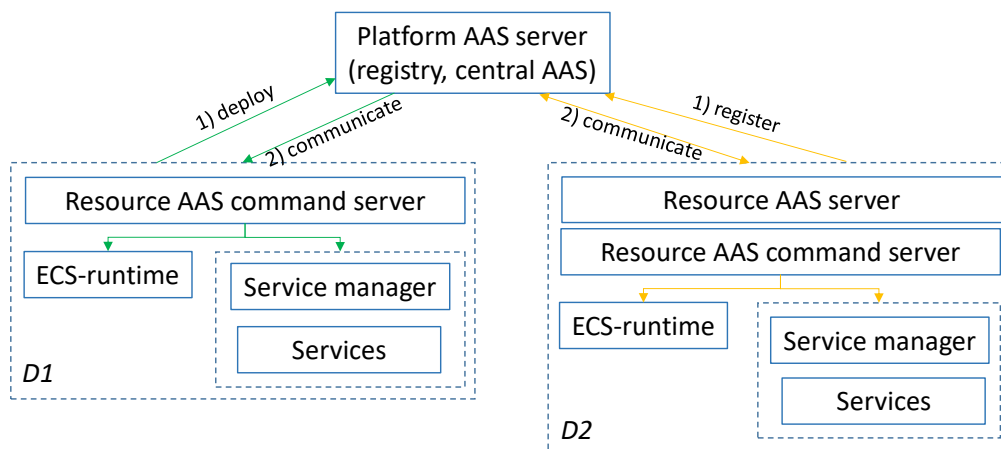 Platform AAS server
(registry, central AAS)
1) deploy
2) communicate
1) register
2) communicate
Resource AAS command server
ECS-runtime
Service manager
Services
D1
Resource AAS server
Resource AAS command server
ECS-runtime
Service manager
Services
D2